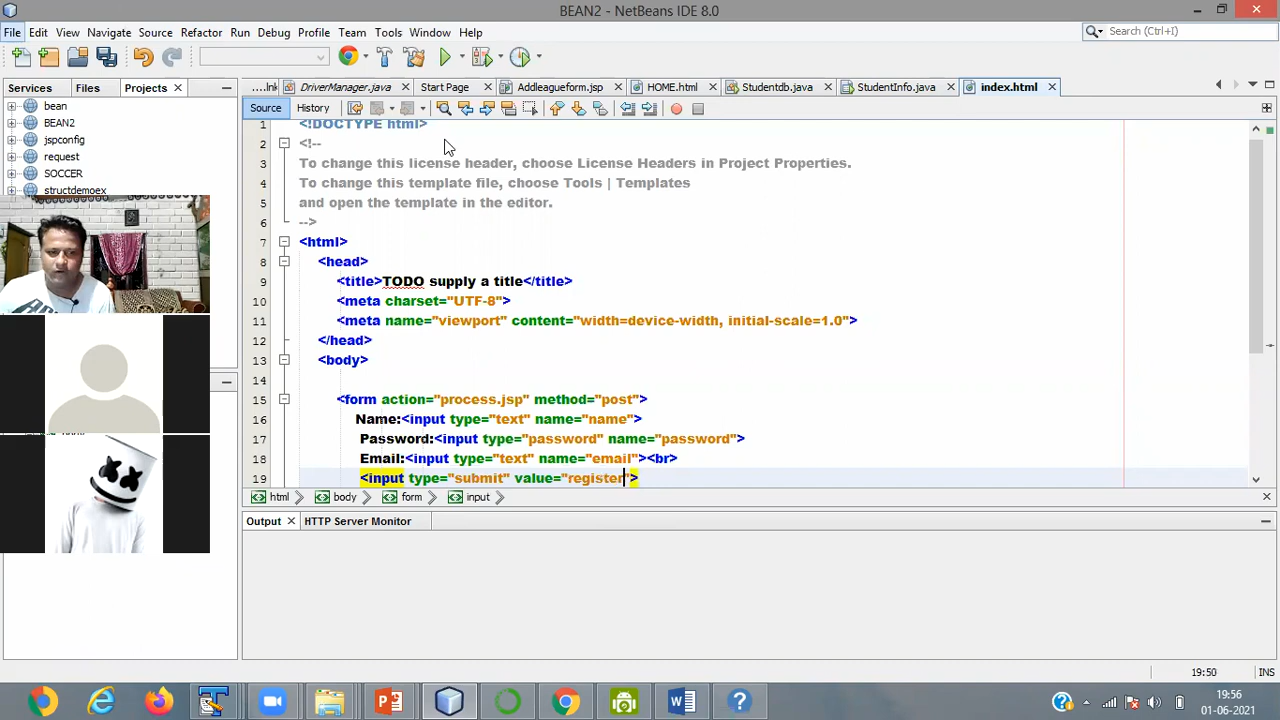 BEAN2 - NetBeans IDE 8.0
File Edit View Navigate Source Refactor Run Debug Profile Team Tools Window Help
Search (Ctrl+I)
Services Files Projects
DriverManager.java Start Page Addleagueform.jsp HOME.html Studentdb.java StudentInfo.java index.html
Source History
bean
BEAN2
jspconfig
request
SOCCER
structdemoex
1 <!DOCTYPE html>
2 <!--
3 To change this license header, choose License Headers in Project Properties.
4 To change this template file, choose Tools | Templates
5 and open the template in the editor.
6 -->
7 <html>
8 <head>
9 <title>TODO supply a title</title>
10 <meta charset="UTF-8">
11 <meta name="viewport" content="width=device-width, initial-scale=1.0">
12 </head>
13 <body>
14
15 <form action="process.jsp" method="post">
16 Name:<input type="text" name="name">
17 Password:<input type="password" name="password">
18 Email:<input type="text" name="email"><br>
19 <input type="submit" value="register">
html body form input
Output HTTP Server Monitor
19:50 INS
19:56
01-06-2021